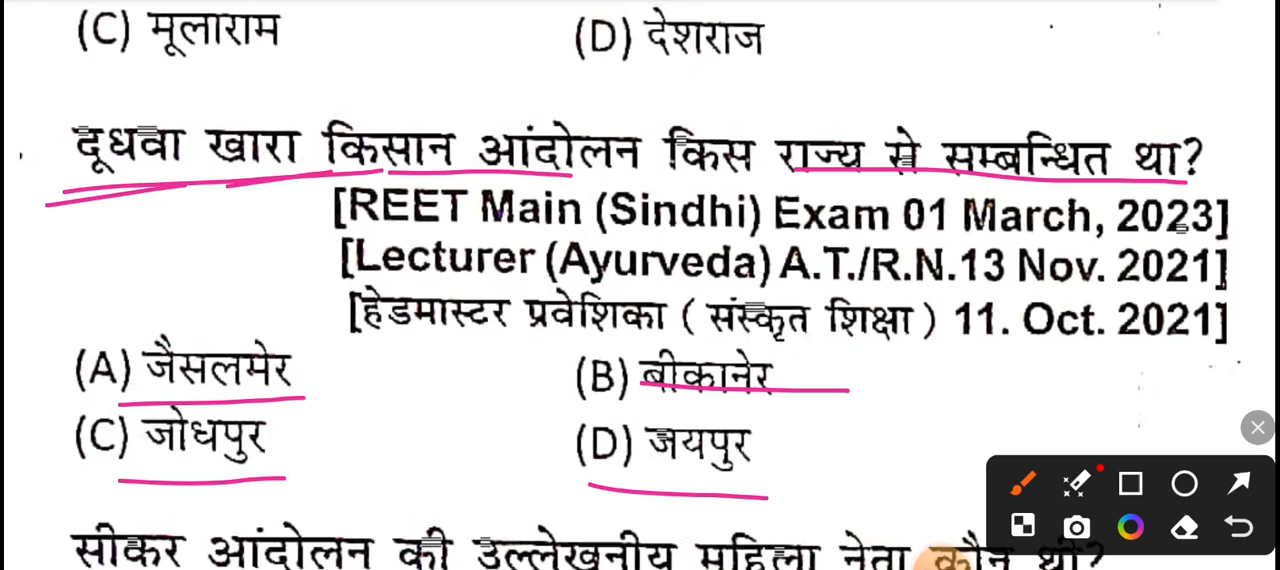 (C) मूलाराम (D) देशराज
दूधवा खारा किसान आंदोलन किस राज्य से सम्बन्धित था?
[REET Main (Sindhi) Exam 01 March, 2023]
[Lecturer (Ayurveda) A.T./R.N.13 Nov. 2021]
[हेडमास्टर प्रवेशिका ( संस्कृत शिक्षा ) 11. Oct. 2021]
(A) जैसलमेर (B) बीकानेर
(C) जोधपुर (D) जयपुर
सीकर आंदोलन की उल्लेखनीय महिला नेता कौन थी?